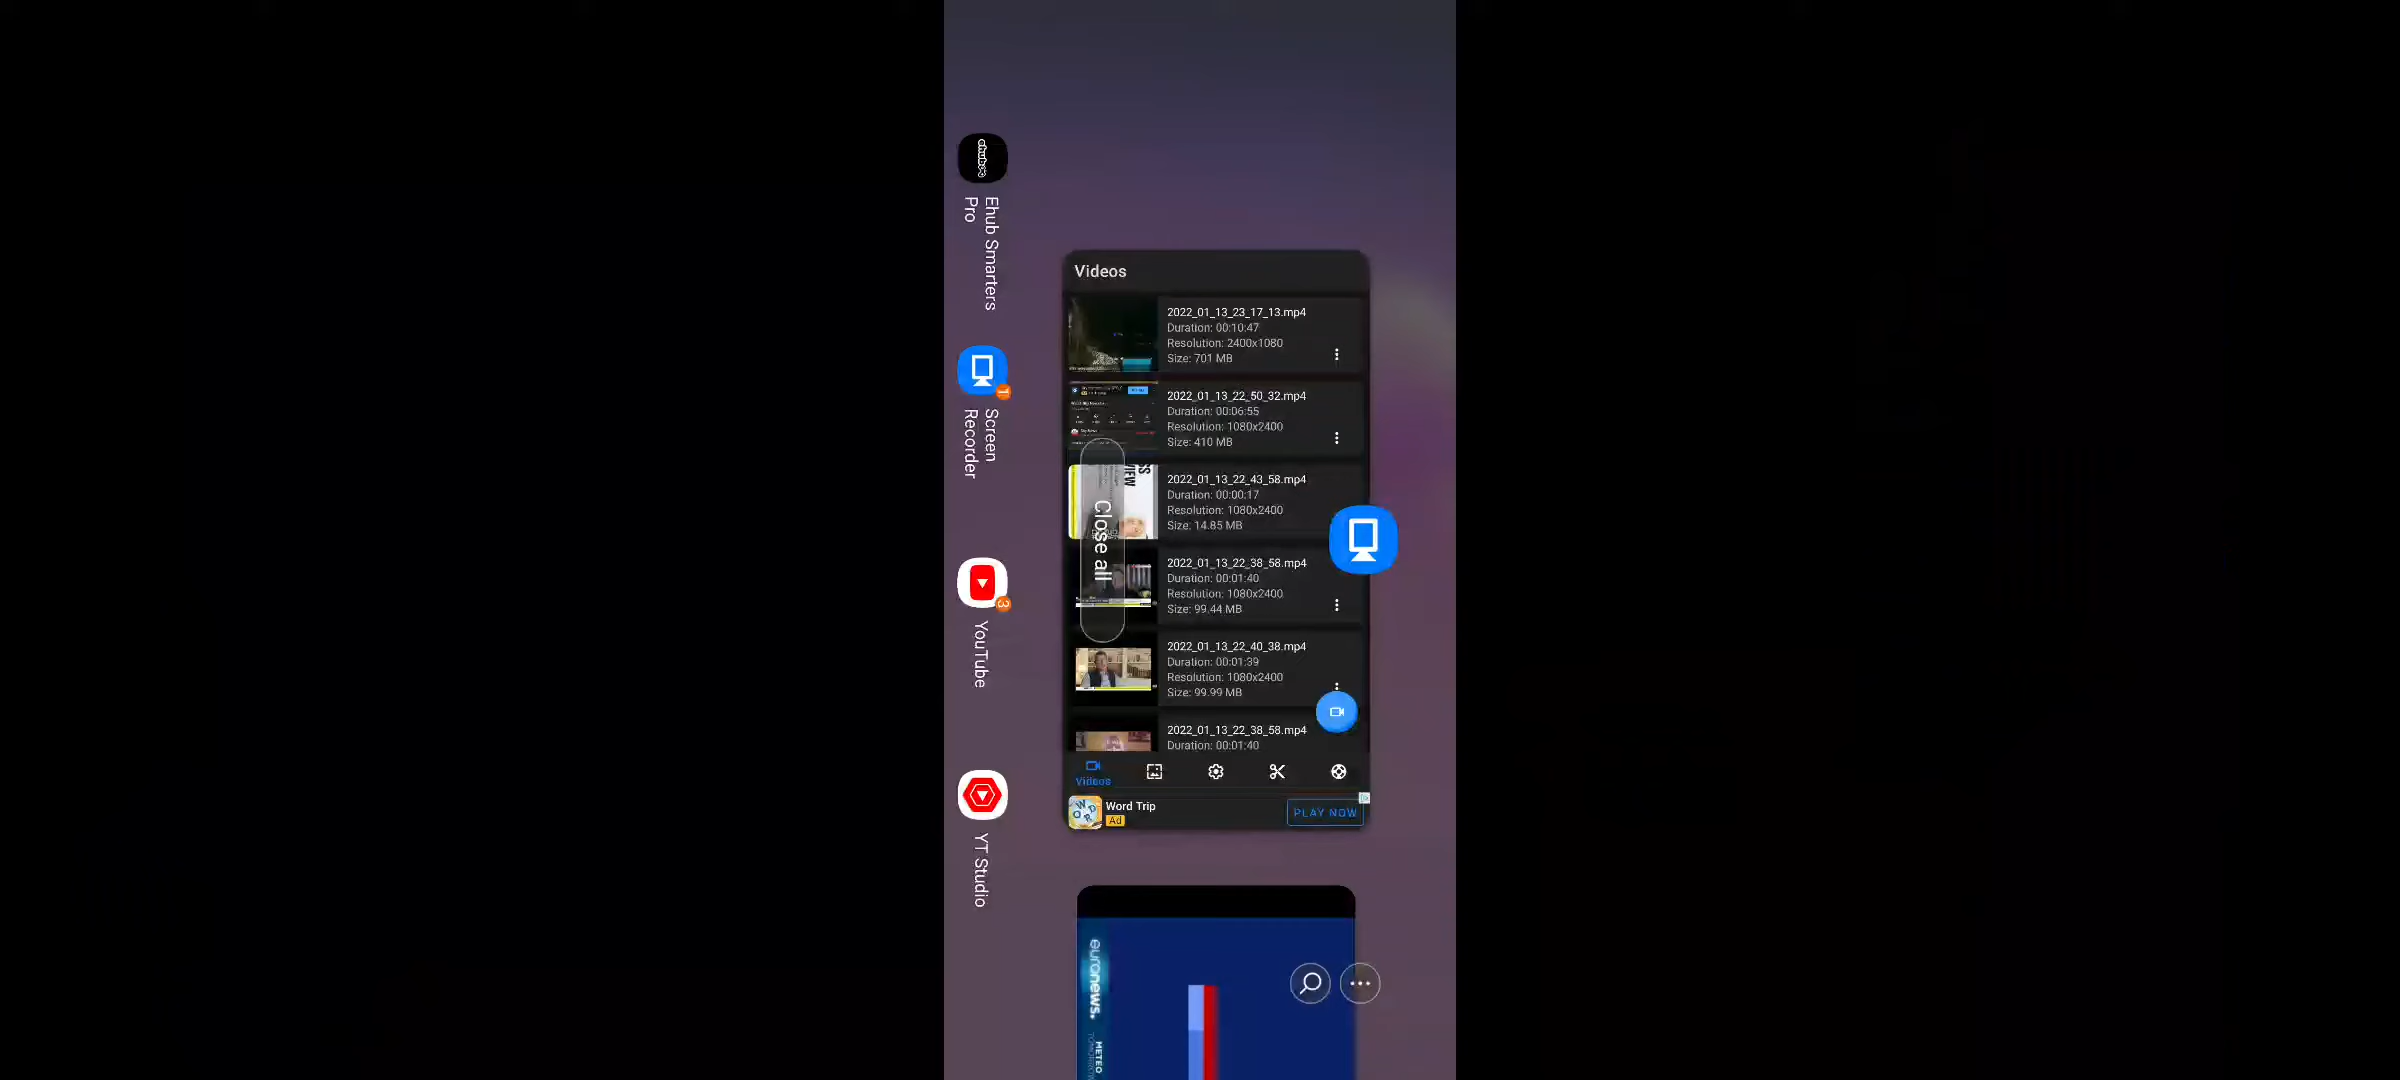 Ehub Smarters
Pro
Screen
Recorder
1
YouTube
3
YT Studio
Videos
2022_01_13_23_17_13.mp4
Duration: 00:10:47
Resolution: 2400x1080
Size: 701 MB
2022_01_13_22_50_32.mp4
Duration: 00:06:55
Resolution: 1080x2400
Size: 410 MB
2022_01_13_22_43_58.mp4
Duration: 00:00:17
Resolution: 1080x2400
Size: 14.85 MB
Close all
2022_01_13_22_38_58.mp4
Duration: 00:01:40
Resolution: 1080x2400
Size: 99.44 MB
2022_01_13_22_40_38.mp4
Duration: 00:01:39
Resolution: 1080x2400
Size: 99.99 MB
2022_01_13_22_38_58.mp4
Duration: 00:01:40
Videos
Word Trip
Ad
PLAY NOW
euronews.
METEO